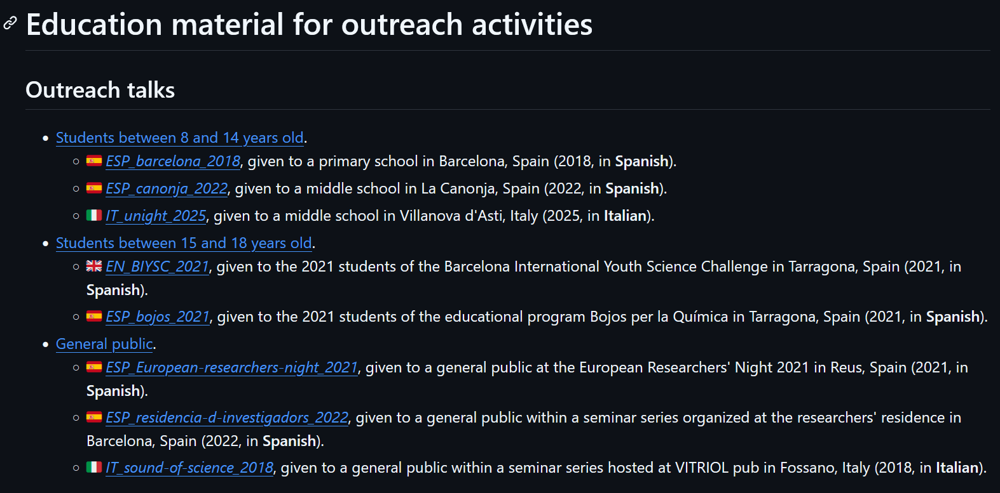 Education material for outreach activities
Outreach talks
Students between 8 and 14 years old.
ESP_barcelona_2018, given to a primary school in Barcelona, Spain (2018, in Spanish).
ESP_canonja_2022, given to a middle school in La Canonja, Spain (2022, in Spanish).
IT_unight_2025, given to a middle school in Villanova d'Asti, Italy (2025, in Italian).
Students between 15 and 18 years old.
EN_BIYSC_2021, given to the 2021 students of the Barcelona International Youth Science Challenge in Tarragona, Spain (2021, in
Spanish).
ESP_bojos_2021, given to the 2021 students of the educational program Bojos per la Química in Tarragona, Spain (2021, in Spanish).
General public.
ESP_European-researchers-night_2021, given to a general public at the European Researchers' Night 2021 in Reus, Spain (2021, in
Spanish).
ESP_residencia-d-investigadors_2022, given to a general public within a seminar series organized at the researchers' residence in
Barcelona, Spain (2022, in Spanish).
IT_sound-of-science_2018, given to a general public within a seminar series hosted at VITRIOL pub in Fossano, Italy (2018, in Italian).